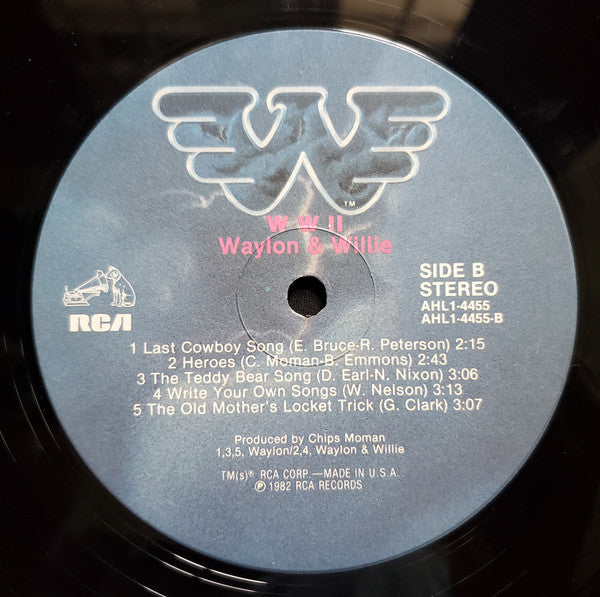 W
TM
W W II
Waylon & Willie
SIDE B
STEREO
AHL1-4455
AHL1-4455-B
RCA
1 Last Cowboy Song (E. Bruce-R. Peterson) 2:15
2 Heroes (C. Moman-B. Emmons) 2:43
3 The Teddy Bear Song (D. Earl-N. Nixon) 3:06
4 Write Your Own Songs (W. Nelson) 3:13
5 The Old Mother's Locket Trick (G. Clark) 3:07
Produced by Chips Moman
1,3,5, Waylon/2,4, Waylon & Willie
TM(s)® RCA CORP.—MADE IN U.S.A.
℗ 1982 RCA RECORDS